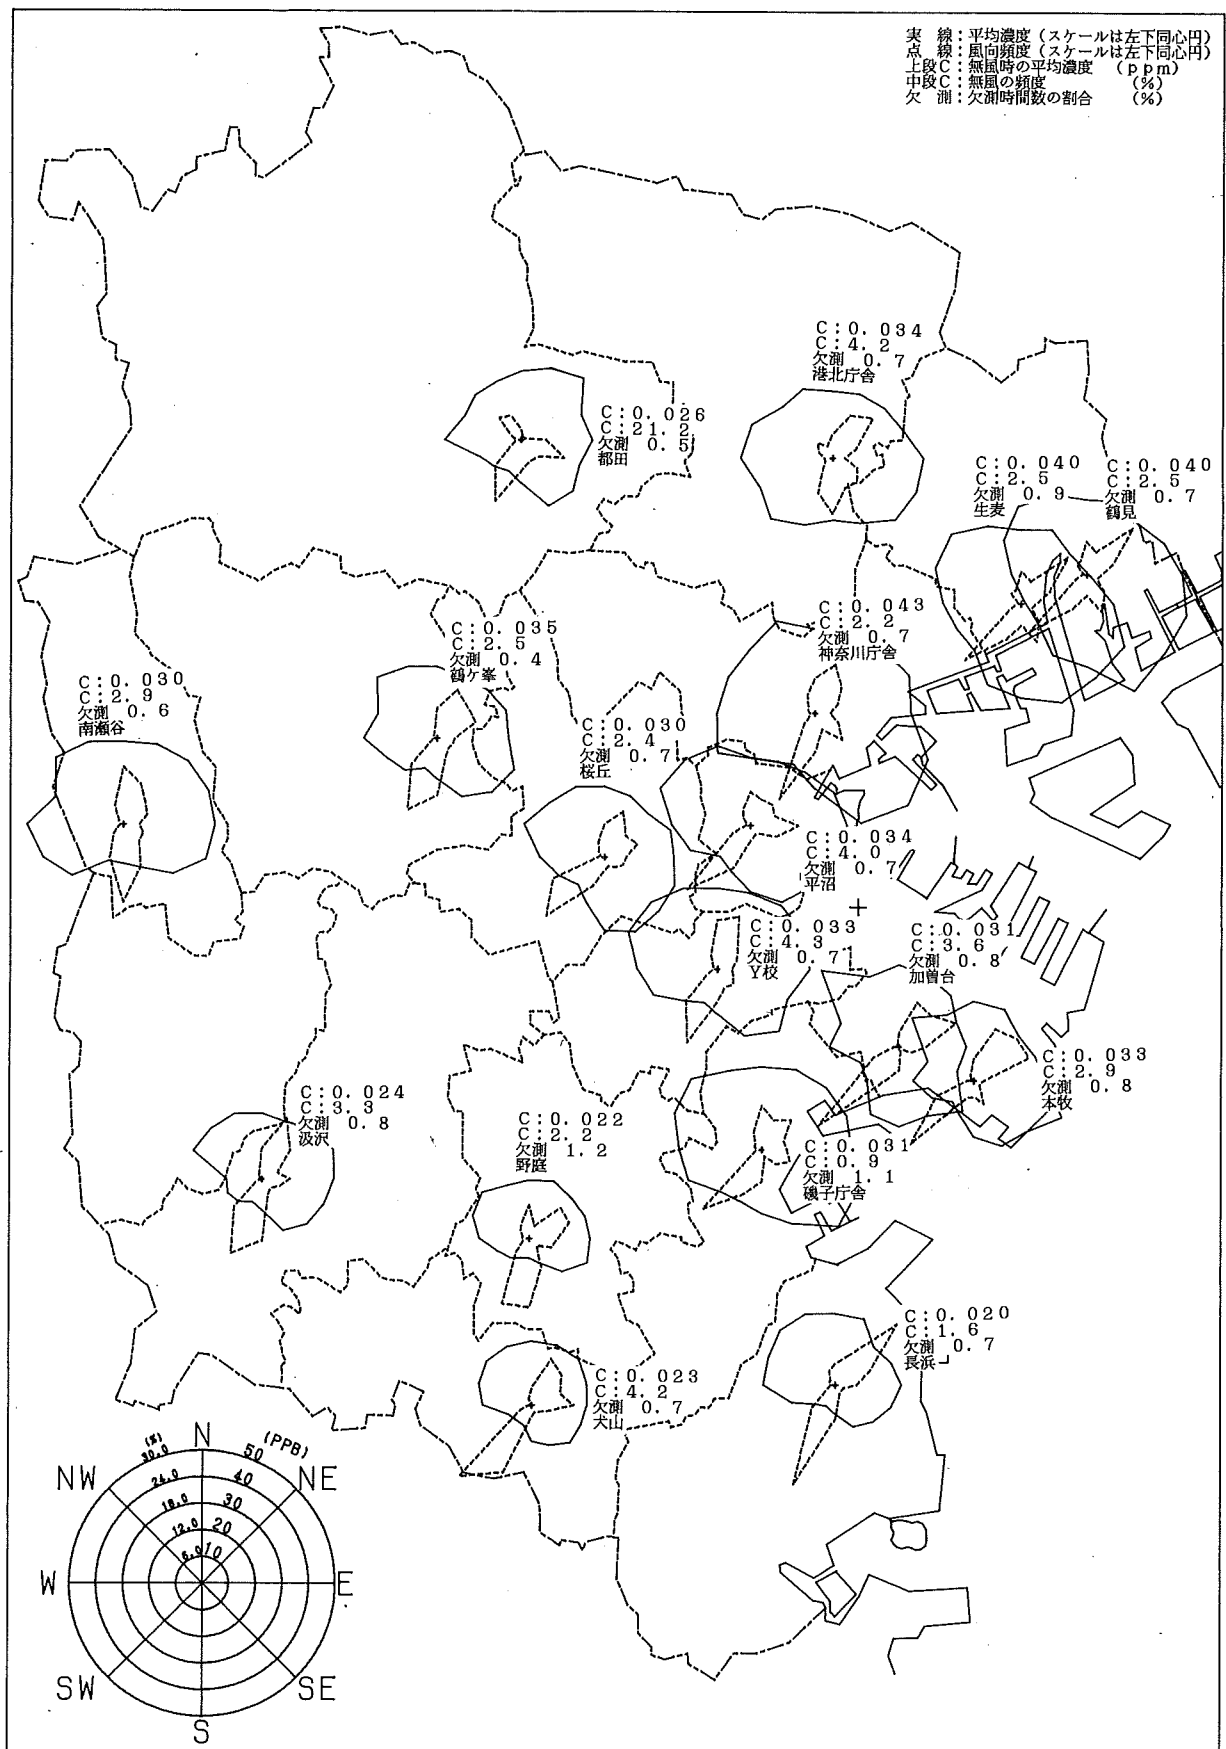 実　線：平均濃度（スケールは左下同心円）
点　線：風向頻度（スケールは左下同心円）
上段C：無風時の平均濃度　（ppm）
中段C：無風の頻度　（%）
欠　測：欠測時間数の割合　（%）
C：0．034
C：4．2
欠測　0．7
港北庁舎
C：0．026
C：21．2
欠測　0．5
都田
C：0．040
C：2．5
欠測　0．9
生麦
C：0．040
C：2．5
欠測　0．7
鶴見
C：0．043
C：2．2
欠測　0．7
神奈川庁舎
C：0．035
C：2．5
欠測　0．4
鶴ケ峯
C：0．030
C：2．9
欠測　0．6
南瀬谷
C：0．030
C：2．4
欠測　0．7
桜丘
C：0．034
C：4．0
欠測　0．7
平沼
C：0．033
C：4．3
欠測　0．7
Y校
C：0．031
C：3．6
欠測　0．8
加曽台
C：0．033
C：2．9
欠測　0．8
本牧
C：0．024
C：3．3
欠測　0．8
汲沢
C：0．022
C：2．2
欠測　1．2
野庭
C：0．031
C：0．9
欠測　1．1
磯子庁舎
C：0．020
C：1．6
欠測　0．7
長浜
C：0．023
C：4．2
欠測　0．7
犬山
(%)
30.0
24.0
18.0
12.0
6.0
(PPB)
50
40
30
20
10
N
NE
E
SE
S
SW
W
NW